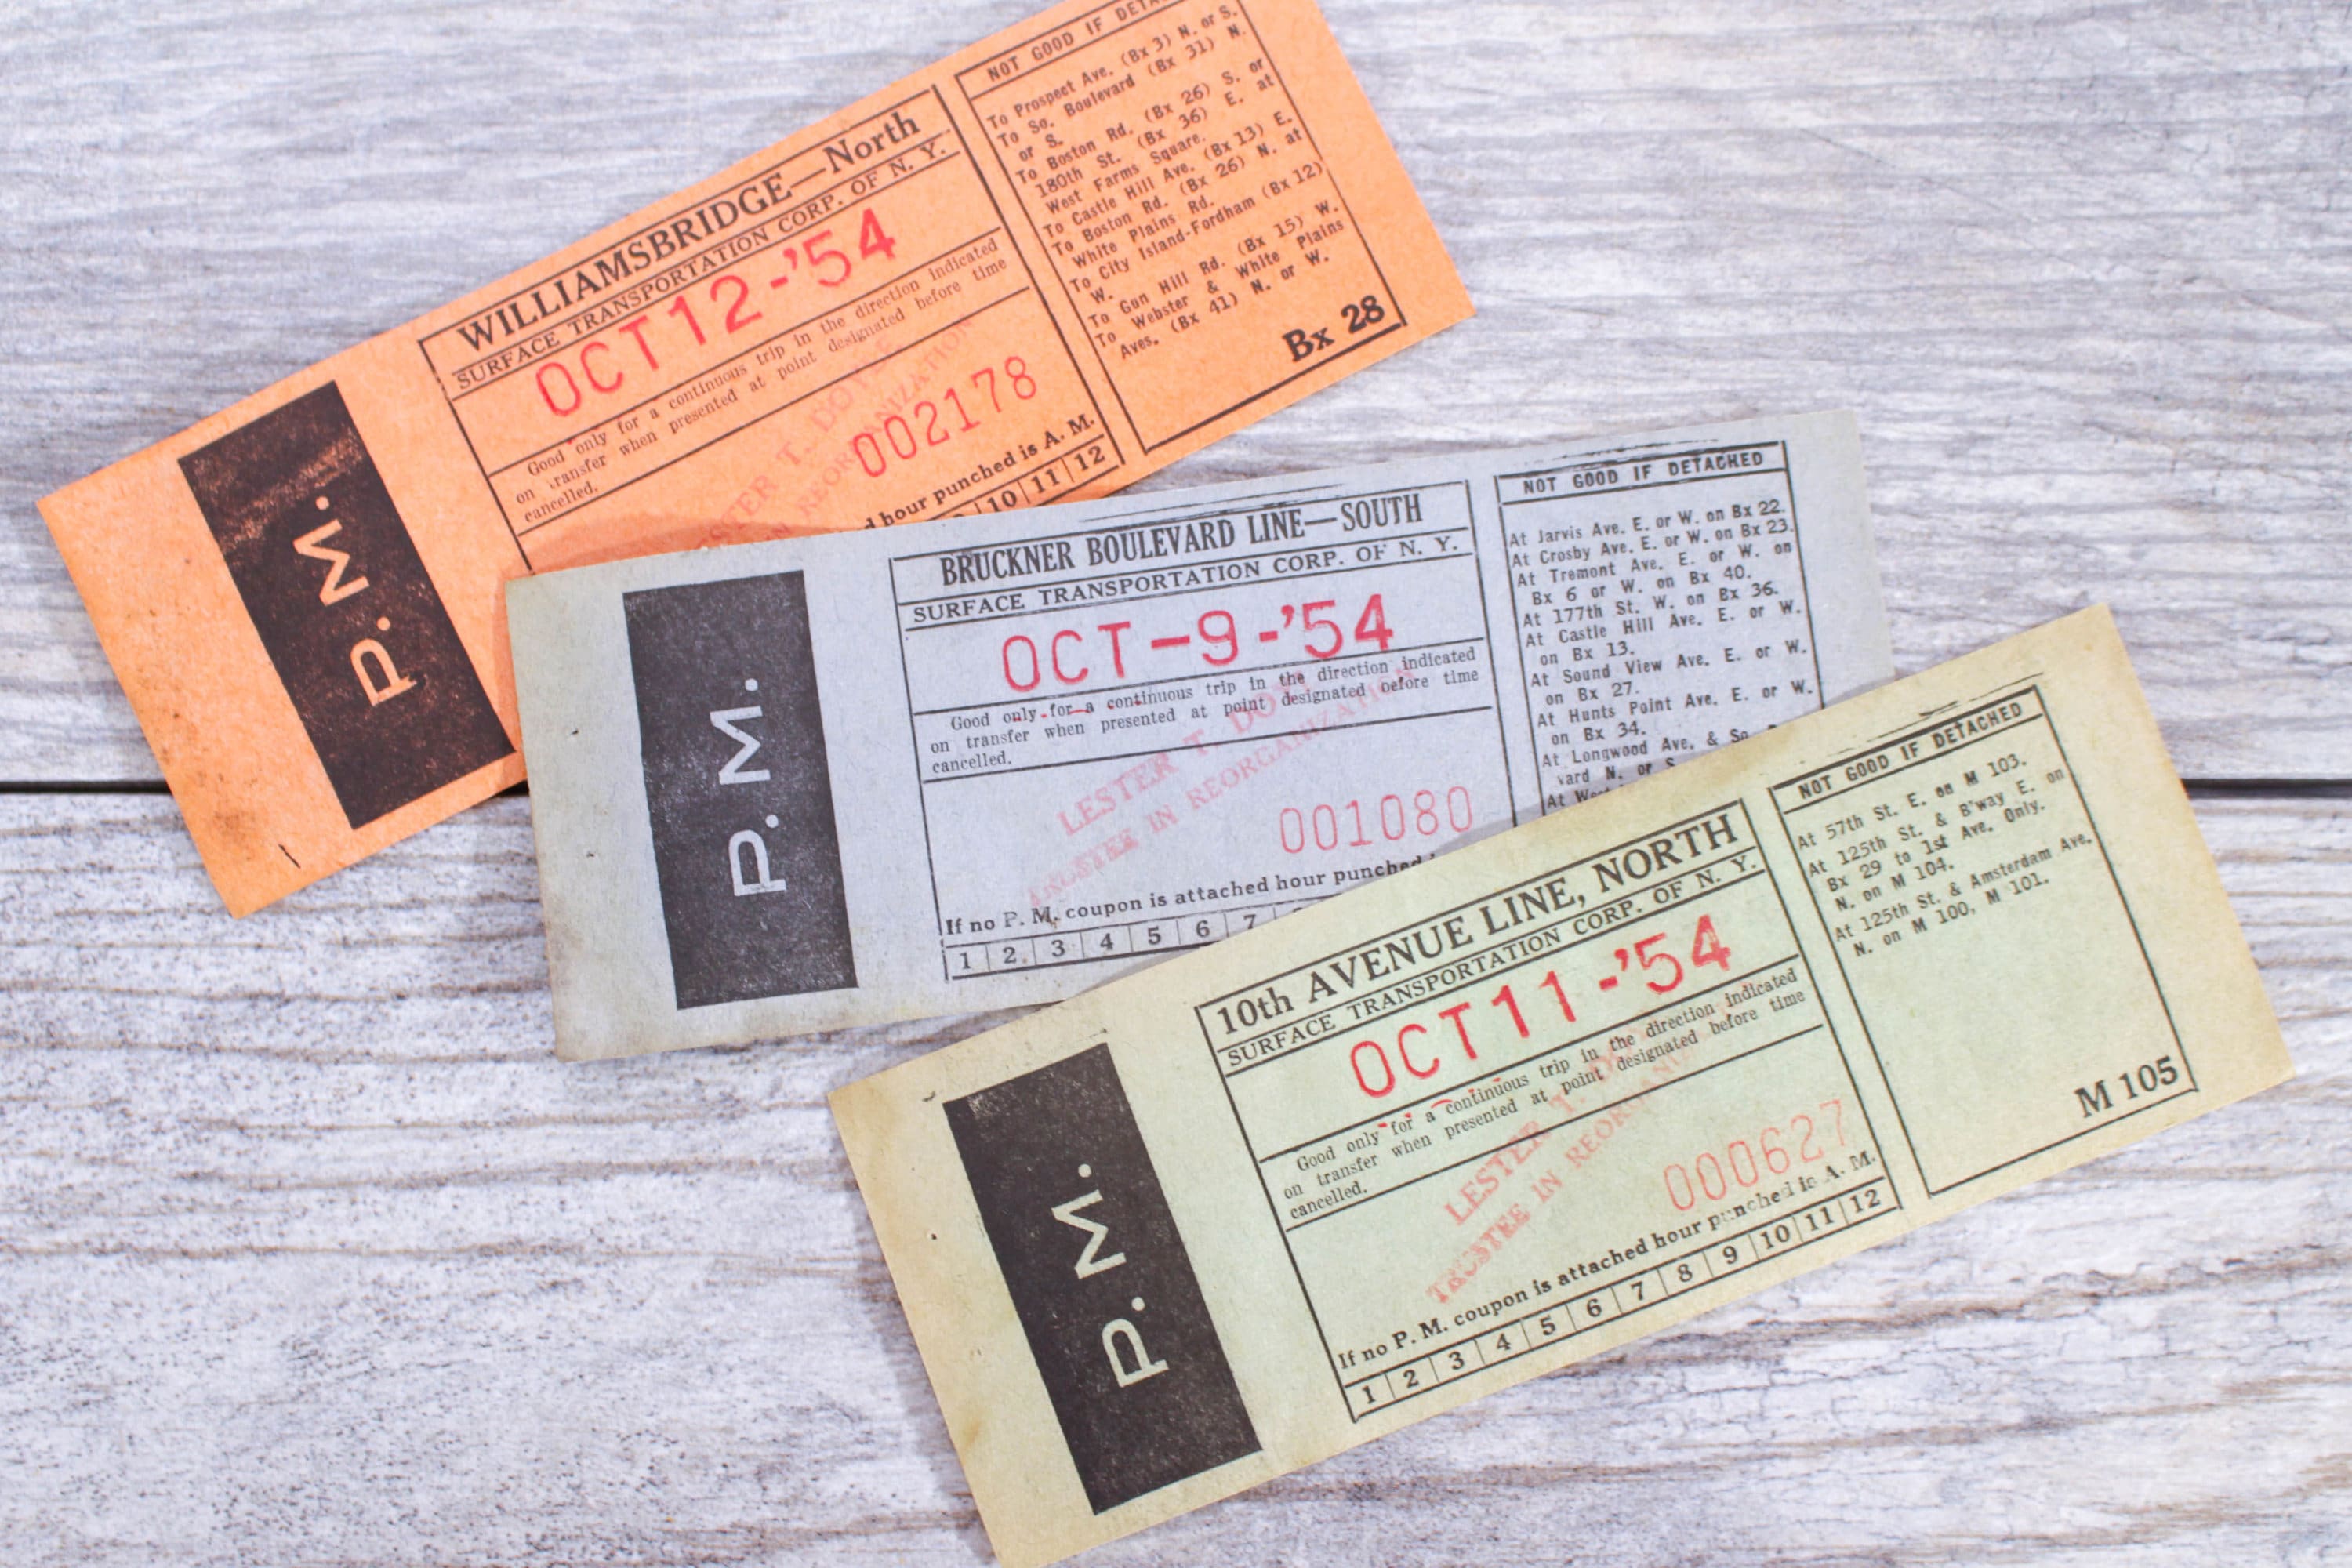 P. M.
WILLIAMSBRIDGE—North
SURFACE TRANSPORTATION CORP. OF N. Y.
OCT 12-'54
Good only for a continuous trip in the direction indicated
on transfer when presented at point designated before time
cancelled.
LESTER T. DOYLE
IN REORGANIZATION
002178
hour punched is A. M.
10 11 12
NOT GOOD IF
To Prospect Ave. (Bx 3) N. or S.
To So. Boulevard (Bx 31) N.
or S.
To Boston Rd. (Bx 26) S. or
To 180th St. (Bx 36) E. at
West Farms Square.
To Castle Hill Ave. (Bx 13) E.
To Boston Rd. (Bx 26) N. at
White Plains Rd.
To City Island-Fordham (Bx 12)
W.
To Gun Hill Rd. (Bx 15) W.
To Webster & White Plains
Aves. (Bx 41) N. or W.
Bx 28
P. M.
BRUCKNER BOULEVARD LINE—SOUTH
SURFACE TRANSPORTATION CORP. OF N. Y.
OCT-9-'54
Good only for a continuous trip in the direction indicated
on transfer when presented at point designated before time
cancelled.
LESTER T. DOYLE
TRUSTEE IN REORGANIZATION
001080
If no P. M. coupon is attached hour punched
1 2 3 4 5 6 7
NOT GOOD IF DETACHED
At Jarvis Ave. E. or W. on Bx 22.
At Crosby Ave. E. or W. on Bx 23.
At Tremont Ave. E. or W. on
Bx 6 or W. on Bx 40.
At 177th St. W. on Bx 36.
At Castle Hill Ave. E. or W.
on Bx 13.
At Sound View Ave. E. or W.
on Bx 27.
At Hunts Point Ave. E. or W.
on Bx 34.
At Longwood Ave. & So.
vard N. or S.
At
P. M.
10th AVENUE LINE, NORTH
SURFACE TRANSPORTATION CORP. OF N. Y.
OCT 11-'54
Good only for a continuous trip in the direction indicated
on transfer when presented at point designated before time
cancelled.
LESTER T.
TRUSTEE IN
000627
If no P. M. coupon is attached hour punched is A. M.
1 2 3 4 5 6 7 8 9 10 11 12
NOT GOOD IF DETACHED
At 57th St. E. on M 103.
At 125th St. & B'way E. on
Bx 29 to 1st Ave. Only.
N. on M 104.
At 125th St. & Amsterdam Ave.
N. on M 100, M 101.
M 105